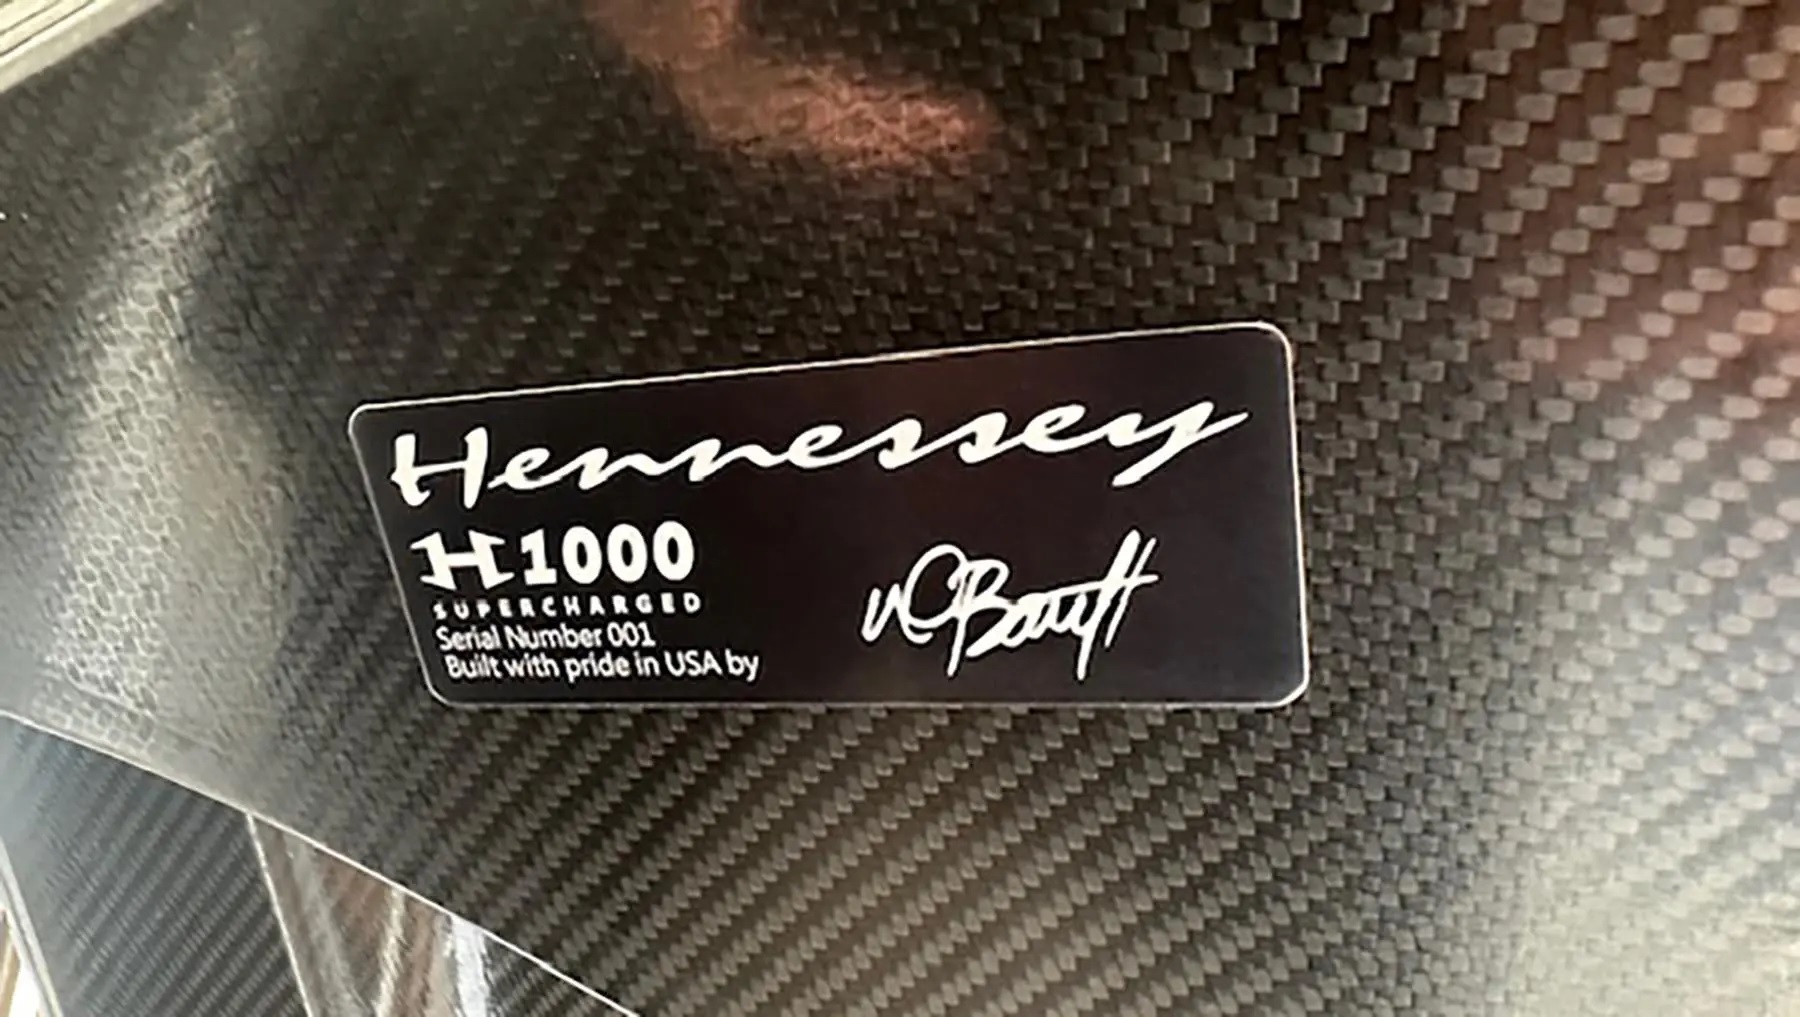 Hennessey
H1000
SUPERCHARGED
Serial Number 001
Built with pride in USA by